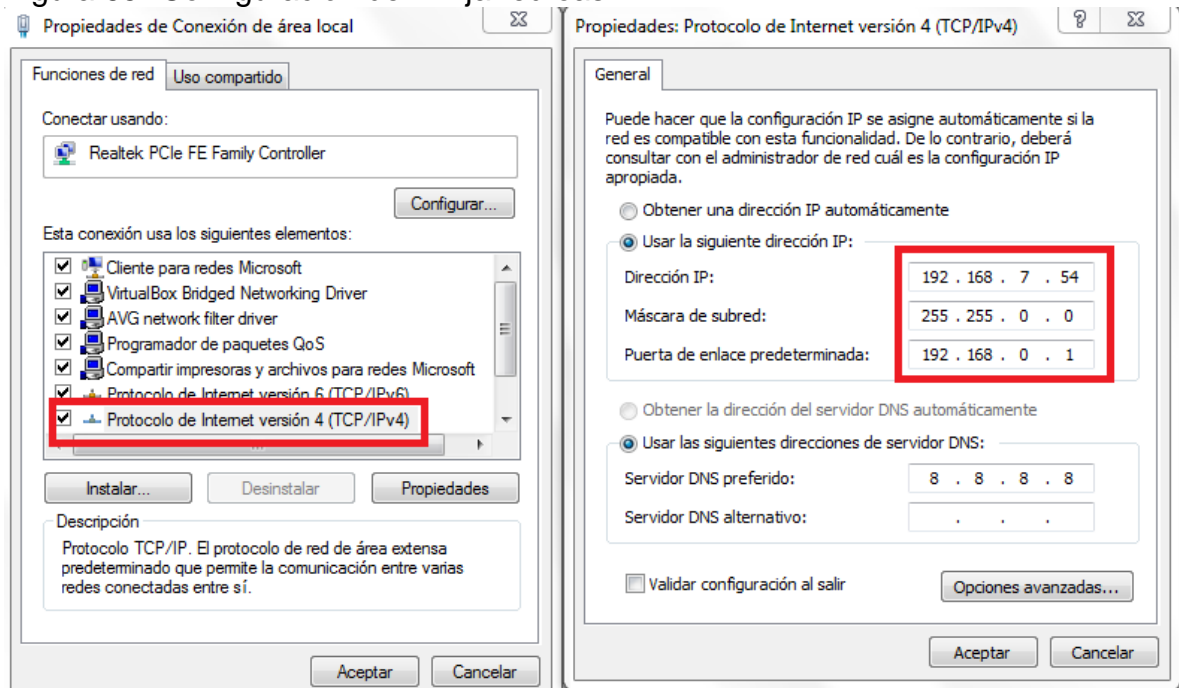 Propiedades de Conexión de área local
Funciones de red
Uso compartido
Conectar usando:
Realtek PCIe FE Family Controller
Configurar...
Esta conexión usa los siguientes elementos:
Cliente para redes Microsoft
VirtualBox Bridged Networking Driver
AVG network filter driver
Programador de paquetes QoS
Compartir impresoras y archivos para redes Microsoft
Protocolo de Internet versión 6 (TCP/IPv6)
Protocolo de Internet versión 4 (TCP/IPv4)
Instalar...
Desinstalar
Propiedades
Descripción
Protocolo TCP/IP. El protocolo de red de área extensa
predeterminado que permite la comunicación entre varias
redes conectadas entre sí.
Aceptar
Cancelar
Propiedades: Protocolo de Internet versión 4 (TCP/IPv4)
General
Puede hacer que la configuración IP se asigne automáticamente si la
red es compatible con esta funcionalidad. De lo contrario, deberá
consultar con el administrador de red cuál es la configuración IP
apropiada.
Obtener una dirección IP automáticamente
Usar la siguiente dirección IP:
Dirección IP: 192 . 168 . 7 . 54
Máscara de subred: 255 . 255 . 0 . 0
Puerta de enlace predeterminada: 192 . 168 . 0 . 1
Obtener la dirección del servidor DNS automáticamente
Usar las siguientes direcciones de servidor DNS:
Servidor DNS preferido: 8 . 8 . 8 . 8
Servidor DNS alternativo: . . .
Validar configuración al salir
Opciones avanzadas...
Aceptar
Cancelar